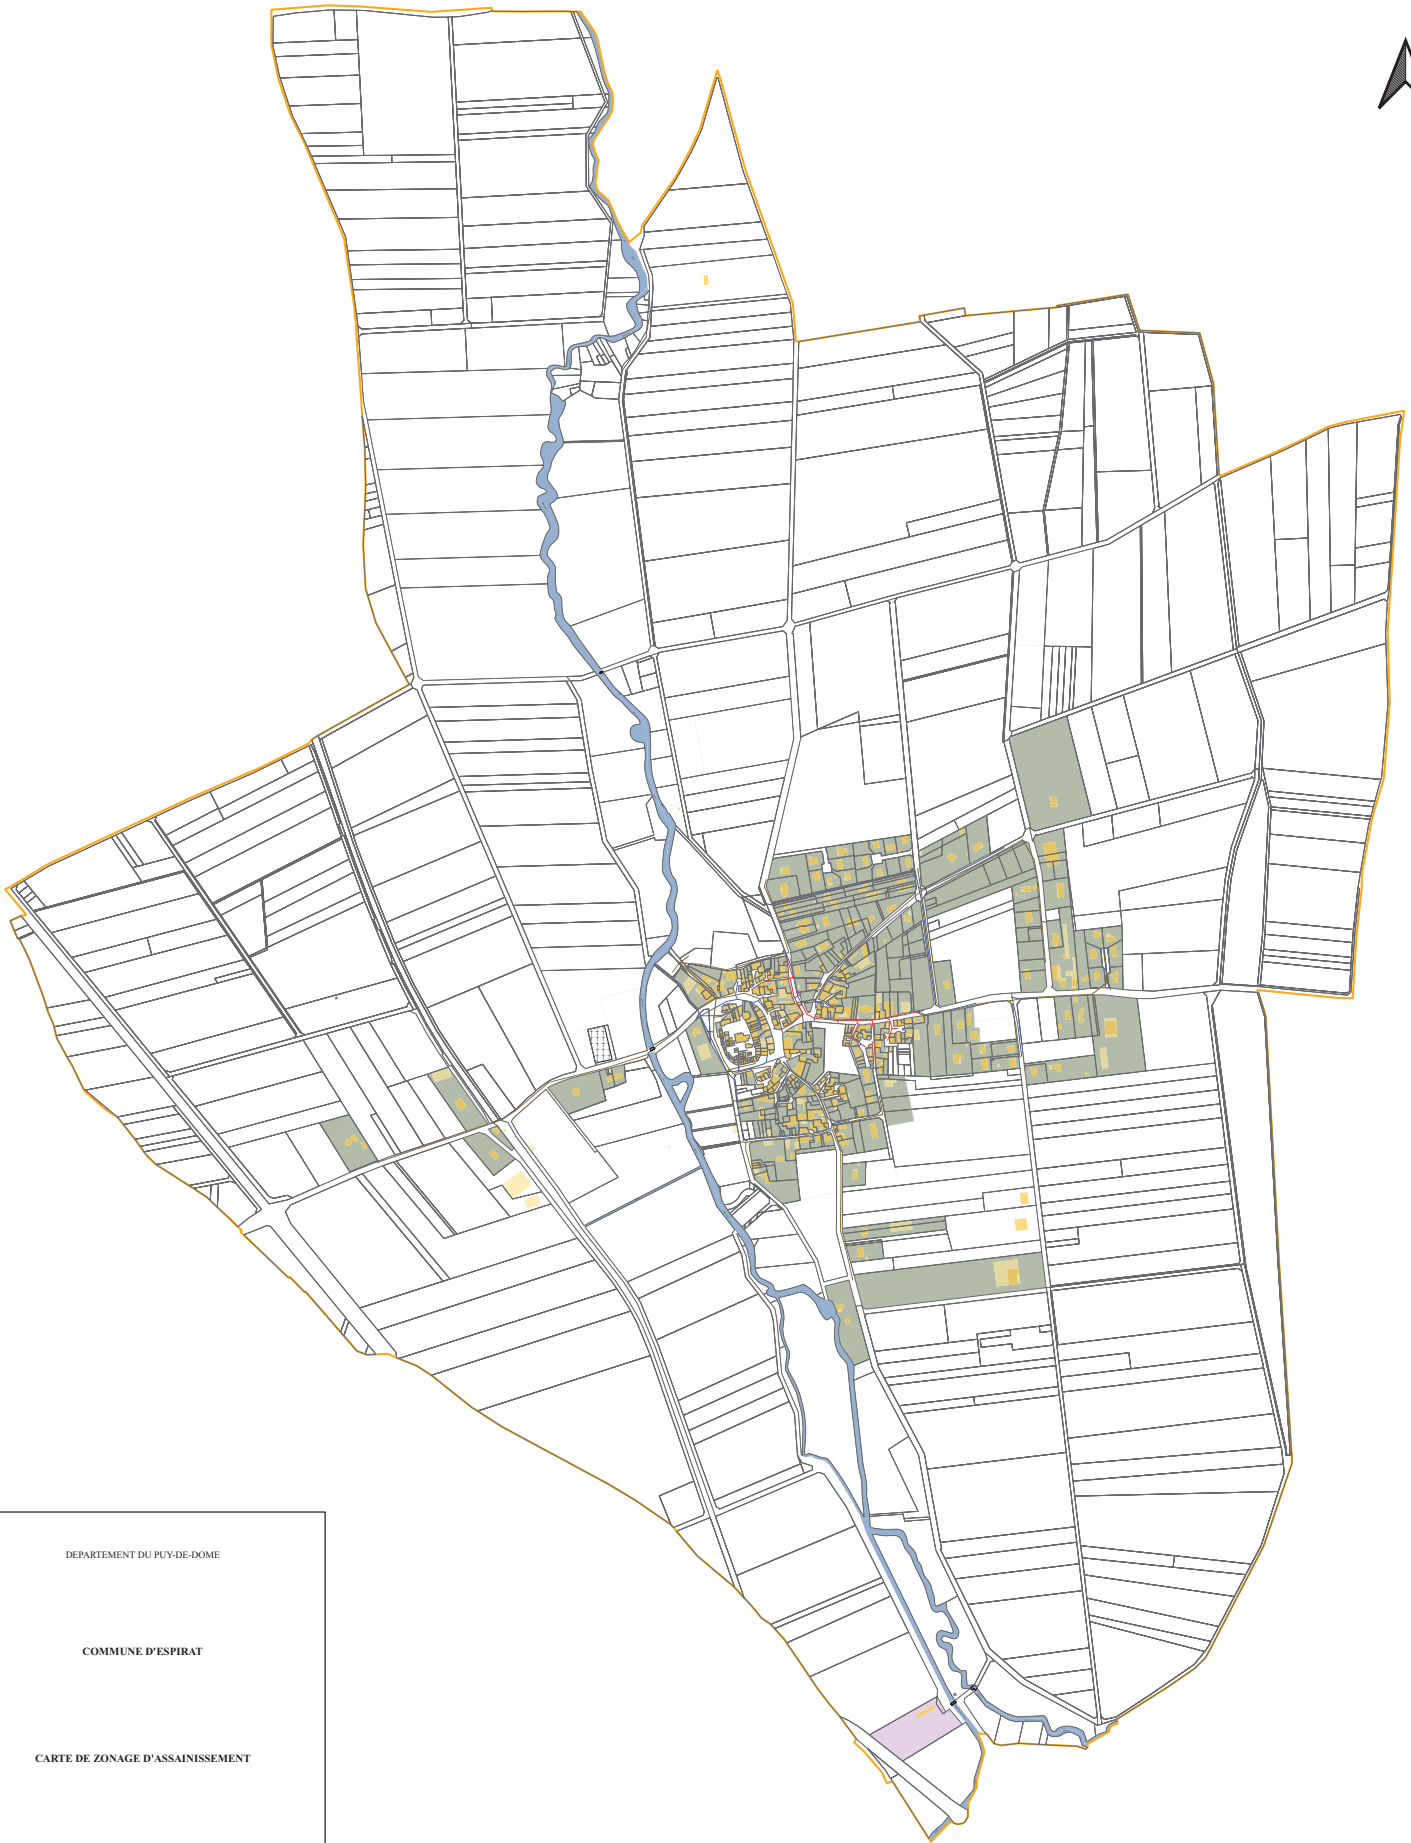 DEPARTEMENT DU PUY-DE-DOME
COMMUNE D'ESPIRAT
CARTE DE ZONAGE D'ASSAINISSEMENT